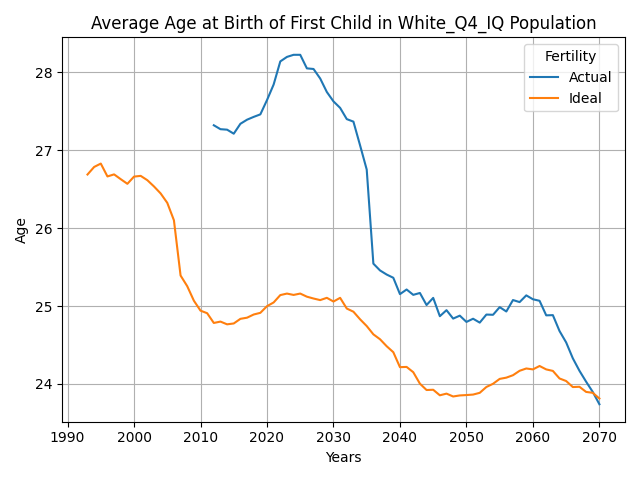 Average Age at Birth of First Child in White_Q4_IQ Population
Fertility
Actual
Ideal
28
27
26
25
24
Age
1990
2000
2010
2020
2030
2040
2050
2060
2070
Years